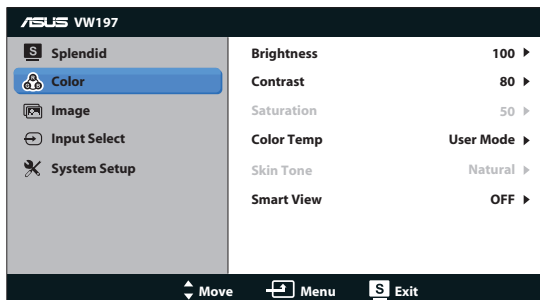 ASUS VW197
S Splendid
Color
Image
Input Select
System Setup
Brightness 100
Contrast 80
Saturation 50
Color Temp User Mode
Skin Tone Natural
Smart View OFF
Move Menu S Exit